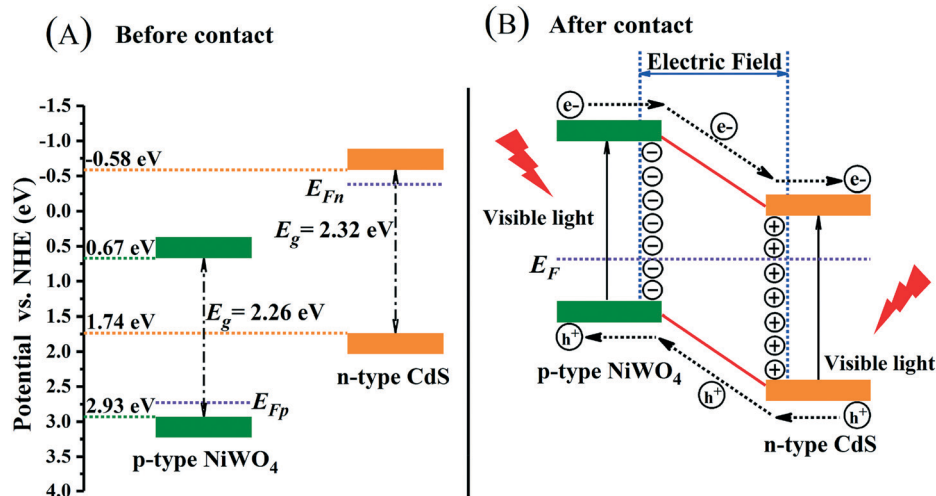 (A) Before contact
Potential vs. NHE (eV)
-1.5
-1.0
-0.5
0.0
0.5
1.0
1.5
2.0
2.5
3.0
3.5
4.0
-0.58 eV
0.67 eV
1.74 eV
2.93 eV
E_Fn
E_g= 2.32 eV
E_g= 2.26 eV
n-type CdS
E_Fp
p-type NiWO₄
(B) After contact
Electric Field
e-
e-
e-
Visible light
− − − − − − − −
+ + + + + + +
E_F
h⁺
p-type NiWO₄
h⁺
Visible light
h⁺
n-type CdS